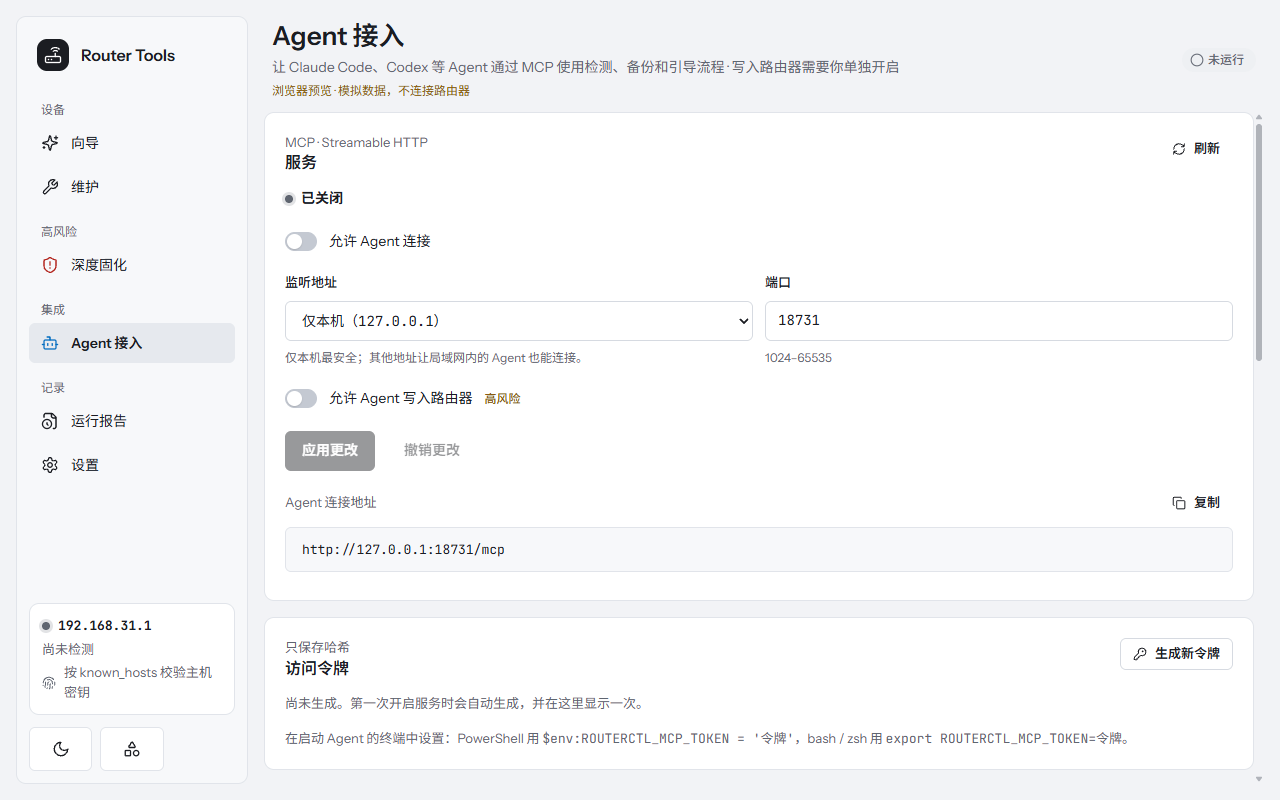 Router Tools
设备
向导
维护
高风险
深度固化
集成
Agent 接入
记录
运行报告
设置
192.168.31.1
尚未检测
按 known_hosts 校验主机
密钥
Agent 接入
让 Claude Code、Codex 等 Agent 通过 MCP 使用检测、备份和引导流程 · 写入路由器需要你单独开启
浏览器预览 · 模拟数据，不连接路由器
未运行
MCP · Streamable HTTP
服务
刷新
已关闭
允许 Agent 连接
监听地址
端口
仅本机（127.0.0.1）
18731
仅本机最安全；其他地址让局域网内的 Agent 也能连接。
1024–65535
允许 Agent 写入路由器 高风险
应用更改
撤销更改
Agent 连接地址
复制
http://127.0.0.1:18731/mcp
只保存哈希
访问令牌
生成新令牌
尚未生成。第一次开启服务时会自动生成，并在这里显示一次。
在启动 Agent 的终端中设置：PowerShell 用 $env:ROUTERCTL_MCP_TOKEN = '令牌'，bash / zsh 用 export ROUTERCTL_MCP_TOKEN=令牌。